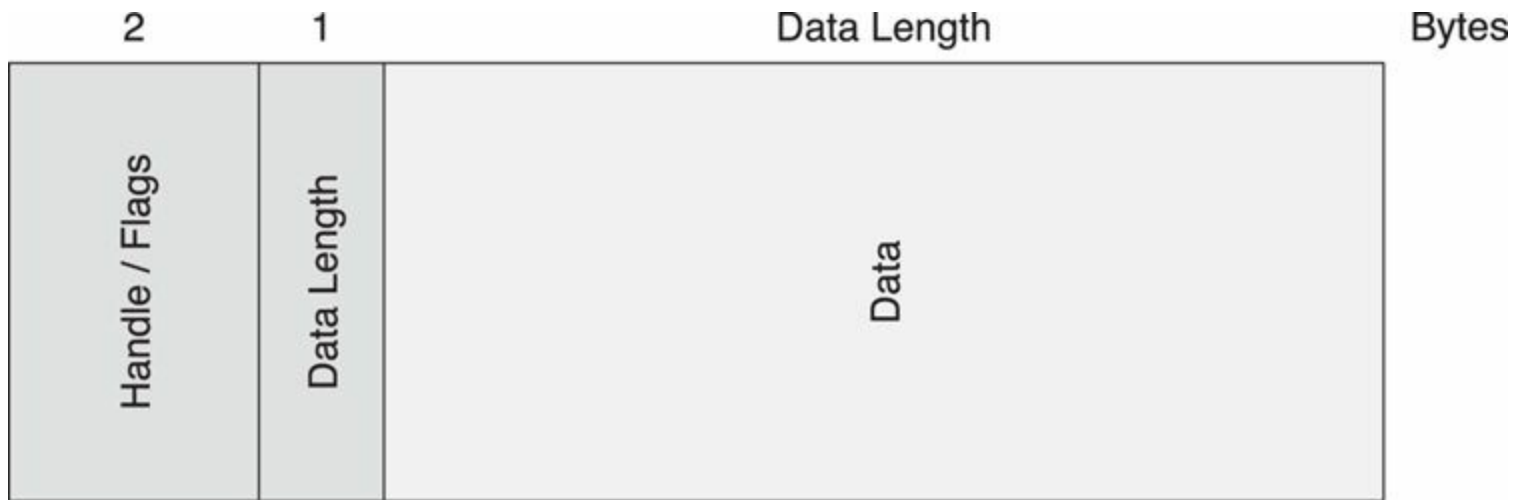 2 1 Data Length Bytes
Handle / Flags
Data Length
Data